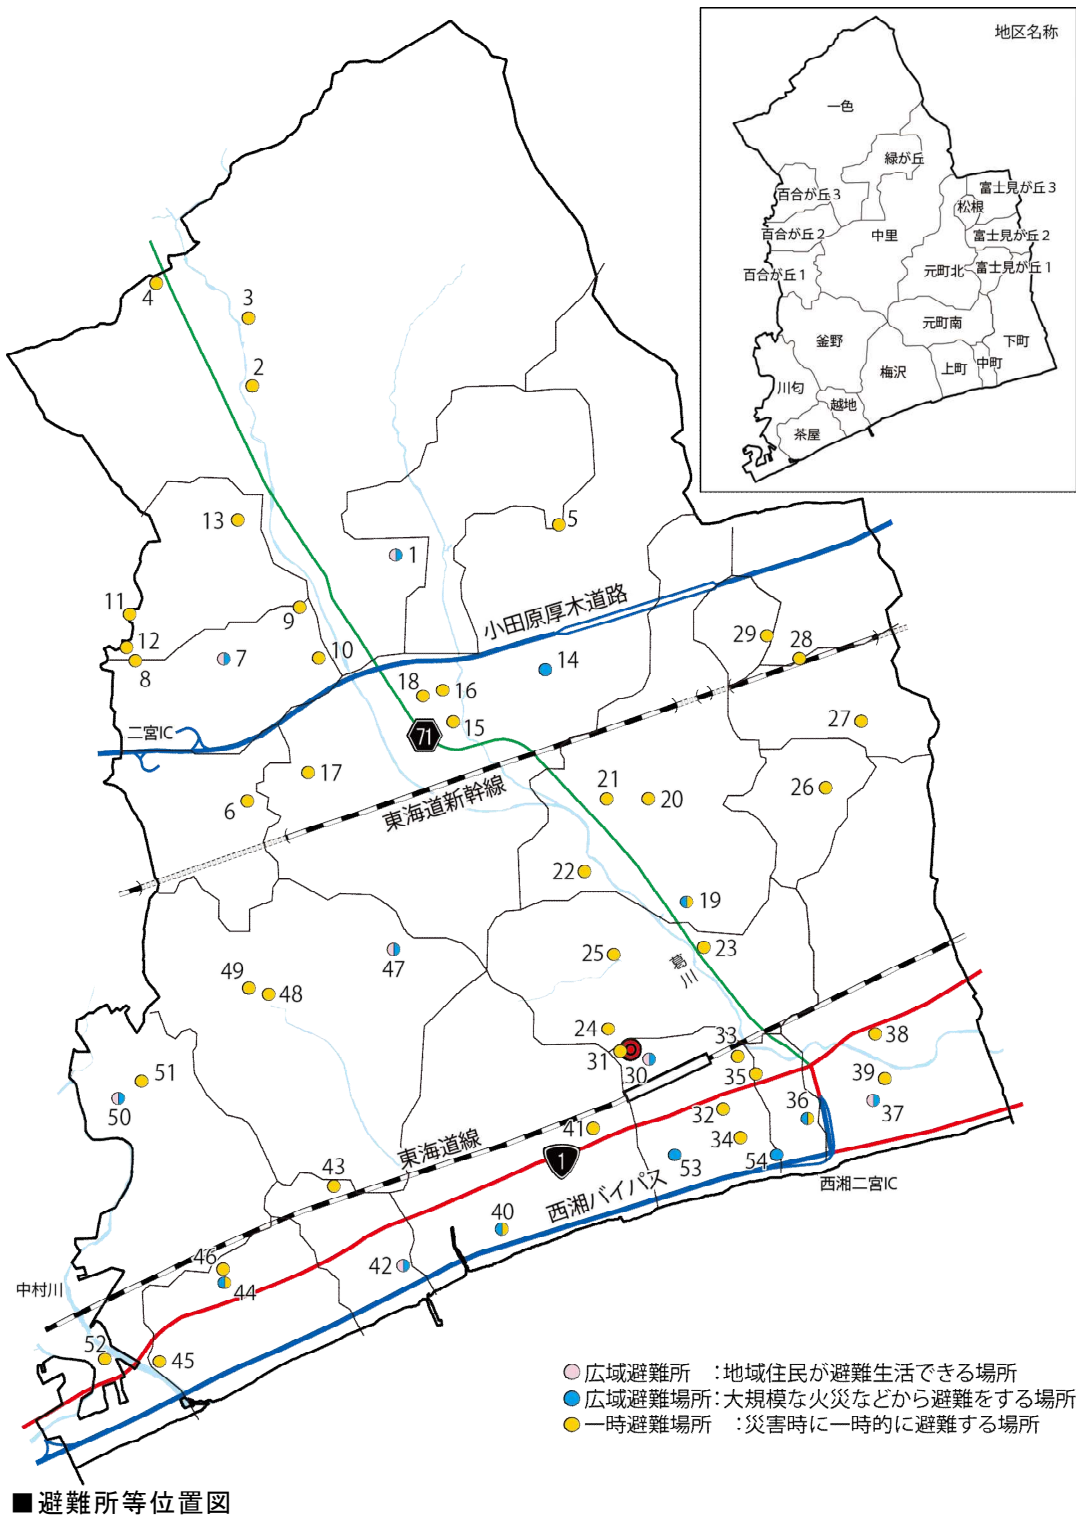 地区名称
一色
緑が丘
百合が丘3
富士見が丘3
松根
百合が丘2
中里
富士見が丘2
百合が丘1
元町北
富士見が丘1
元町南
釜野
下町
梅沢
上町
中町
川匂
越地
茶屋
4
3
2
13
5
1
11
9
12
8
7
10
小田原厚木道路
29
28
14
18
16
15
71
27
二宮IC
17
6
東海道新幹線
21
20
26
22
19
25
23
葛川
47
49
48
24
31
30
33
35
38
39
51
50
32
36
37
34
41
東海道線
1
53
54
西湘バイパス
西湘二宮IC
43
40
46
44
42
中村川
52
45
広域避難所 :地域住民が避難生活できる場所
広域避難場所:大規模な火災などから避難をする場所
一時避難場所 :災害時に一時的に避難する場所
■避難所等位置図